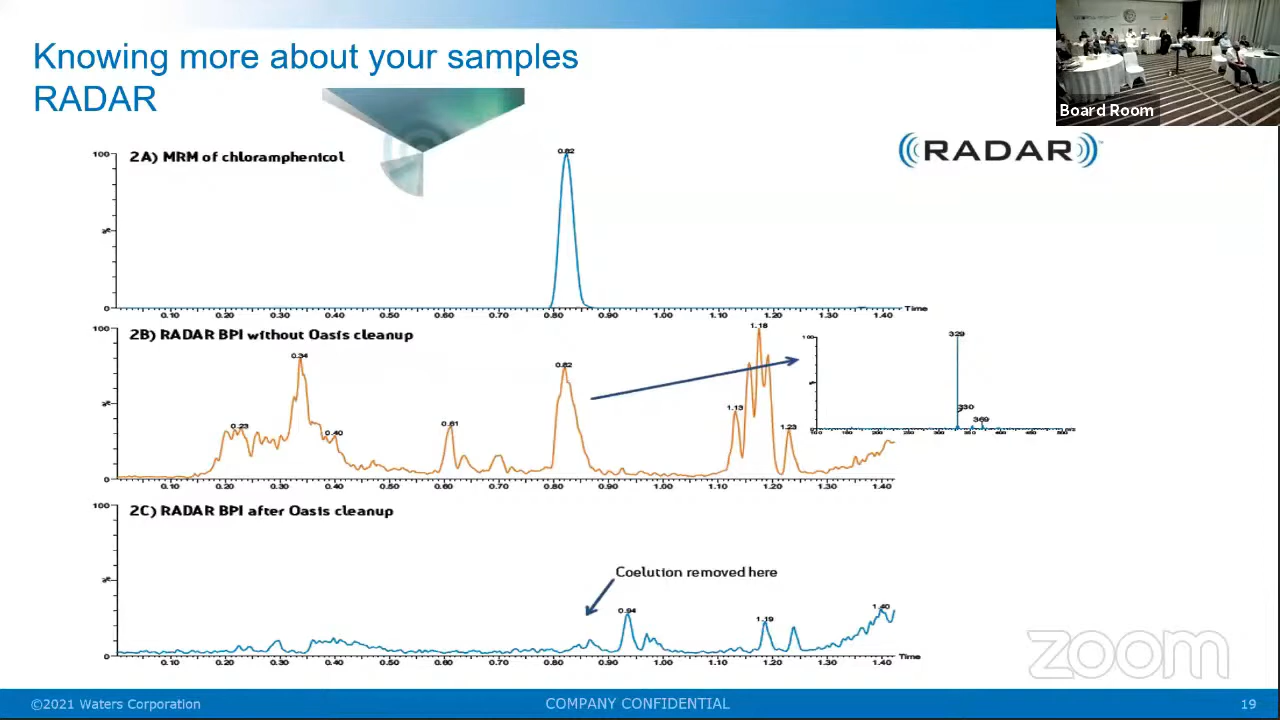 Knowing more about your samples
RADAR
Board Room
RADAR
2A) MRM of chloramphenicol
100
%
0
0.82
0.10 0.20 0.30 0.40 0.50 0.60 0.70 0.80 0.90 1.00 1.10 1.20 1.30 1.40
Time
2B) RADAR BPI without Oasis cleanup
100
%
0
0.23
0.34
0.40
0.61
0.82
1.13
1.18
1.23
0.10 0.20 0.30 0.40 0.50 0.60 0.70 0.80 0.90 1.00 1.10 1.20 1.30 1.40
329
330
369
100
2C) RADAR BPI after Oasis cleanup
100
%
0
Coelution removed here
0.94
1.19
1.40
0.10 0.20 0.30 0.40 0.50 0.60 0.70 0.80 0.90 1.00 1.10 1.20 1.30 1.40
Time
zoom
©2021 Waters Corporation
COMPANY CONFIDENTIAL
19